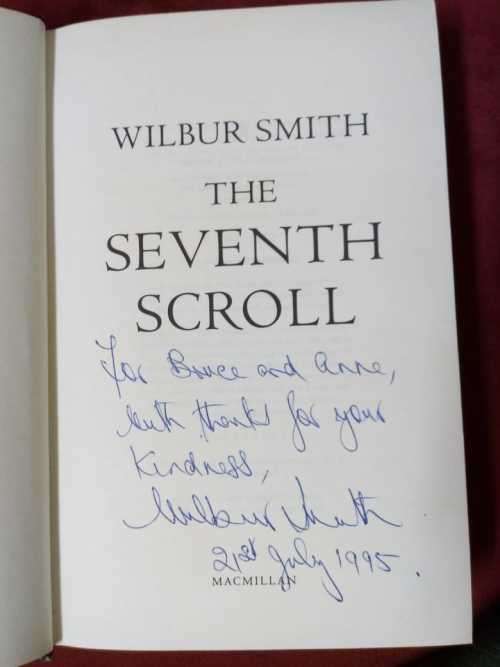 WILBUR SMITH
THE
SEVENTH
SCROLL
For Bruce and Anne,
with thanks for your
Kindness,
Wilbur Smith
21st July 1995.
MACMILLAN